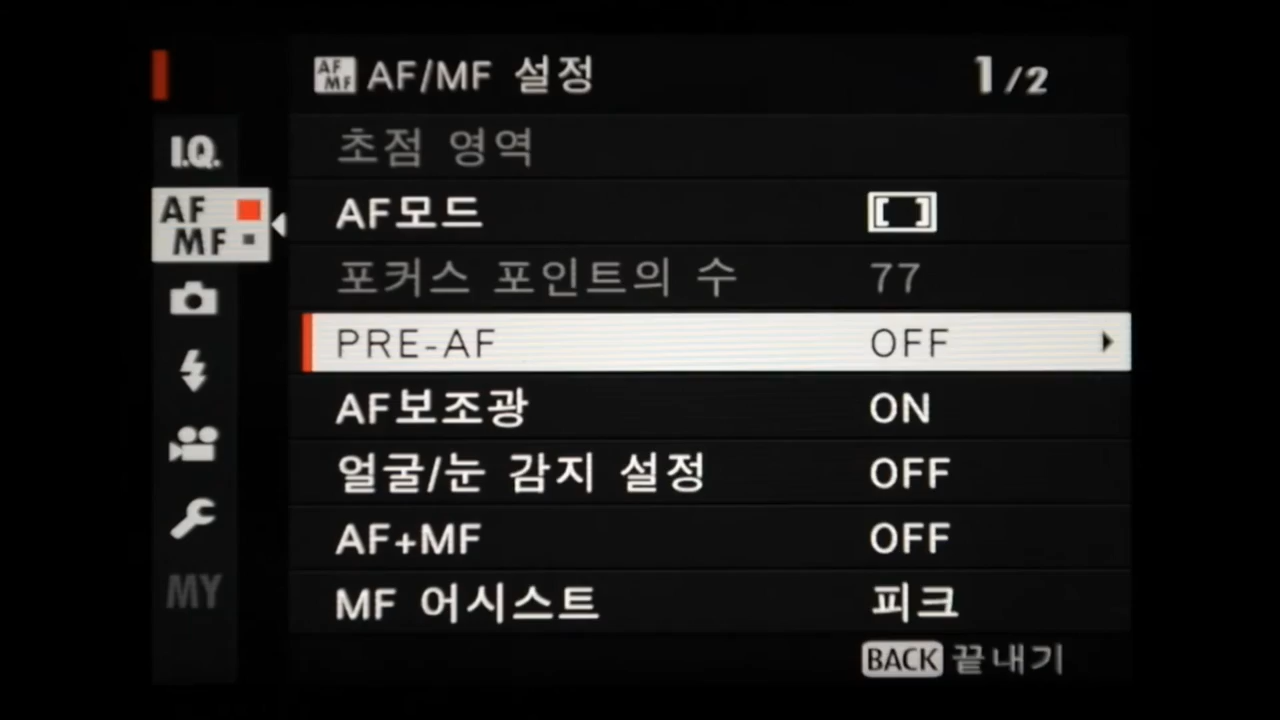 AF MF AF/MF 설정 1/2
I.Q.
초점 영역
AF MF
AF모드
포커스 포인트의 수 77
PRE-AF OFF
AF보조광 ON
얼굴/눈 감지 설정 OFF
AF+MF OFF
MY
MF 어시스트 피크
BACK 끝내기